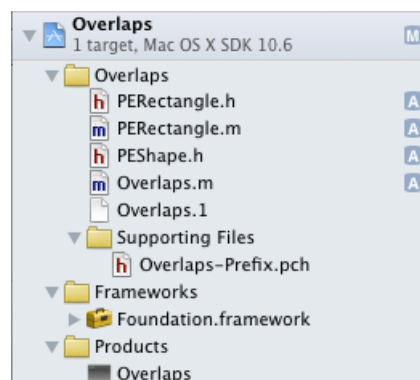 Overlaps
1 target, Mac OS X SDK 10.6
M
Overlaps
h PERectangle.h A
m PERectangle.m A
h PEShape.h A
m Overlaps.m A
Overlaps.1
Supporting Files
h Overlaps-Prefix.pch
Frameworks
Foundation.framework
Products
Overlaps